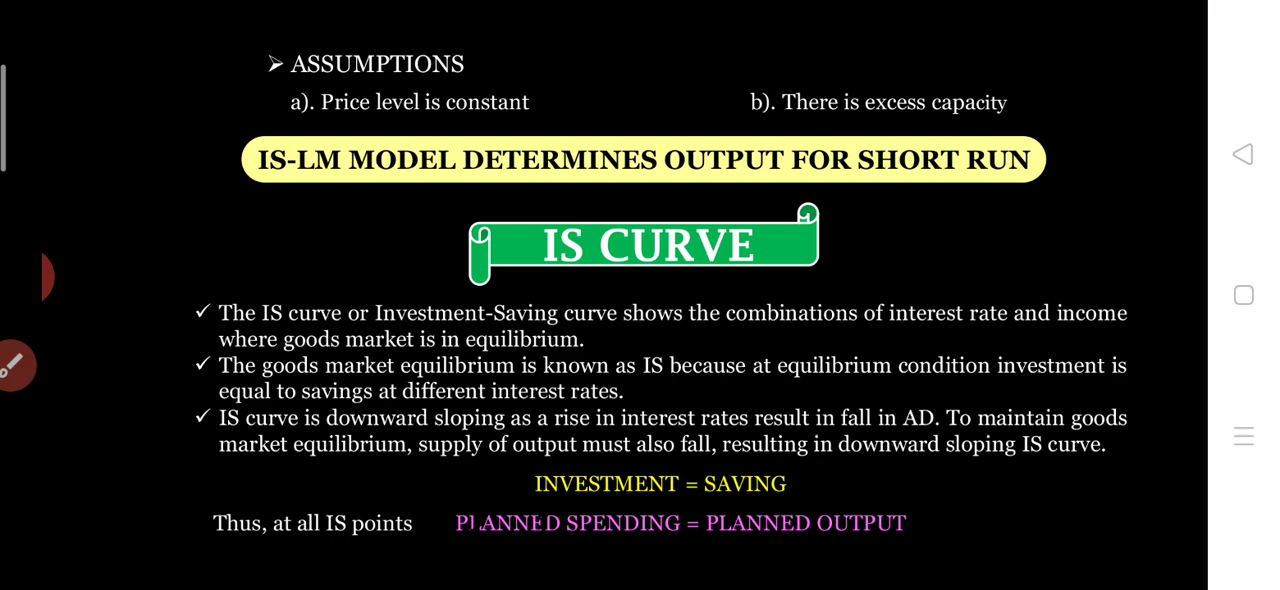 ➢ ASSUMPTIONS
a). Price level is constant b). There is excess capacity
IS-LM MODEL DETERMINES OUTPUT FOR SHORT RUN
IS CURVE
✓ The IS curve or Investment-Saving curve shows the combinations of interest rate and income
where goods market is in equilibrium.
✓ The goods market equilibrium is known as IS because at equilibrium condition investment is
equal to savings at different interest rates.
✓ IS curve is downward sloping as a rise in interest rates result in fall in AD. To maintain goods
market equilibrium, supply of output must also fall, resulting in downward sloping IS curve.
INVESTMENT = SAVING
Thus, at all IS points PLANNED SPENDING = PLANNED OUTPUT